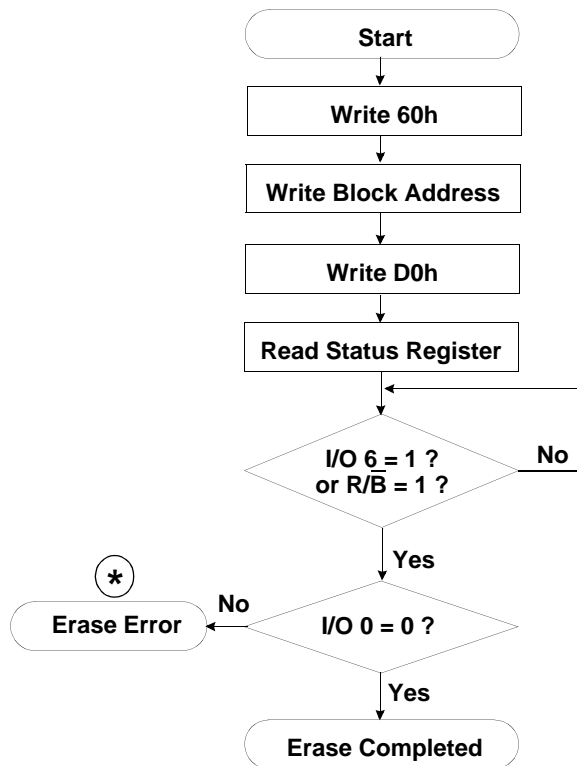 Start
Write 60h
Write Block Address
Write D0h
Read Status Register
I/O 6 = 1 ?
or R/B̅ = 1 ?
No
Yes
*
No
Erase Error
I/O 0 = 0 ?
Yes
Erase Completed